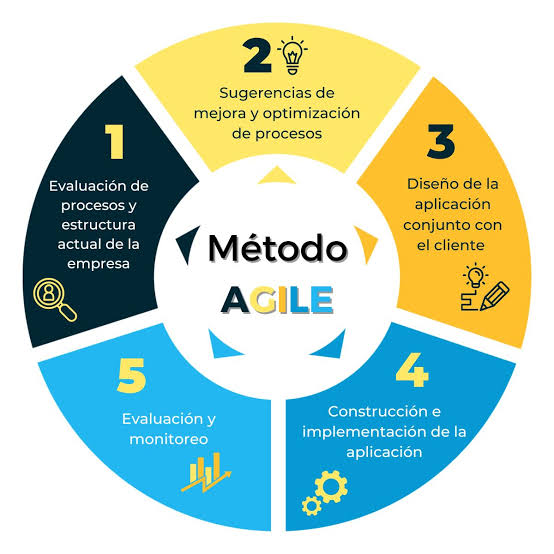 Método
AGILE
1
Evaluación de
procesos y
estructura
actual de la
empresa
2
Sugerencias de
mejora y optimización
de procesos
3
Diseño de la
aplicación
conjunto con
el cliente
4
Construcción e
implementación de la
aplicación
5
Evaluación y
monitoreo